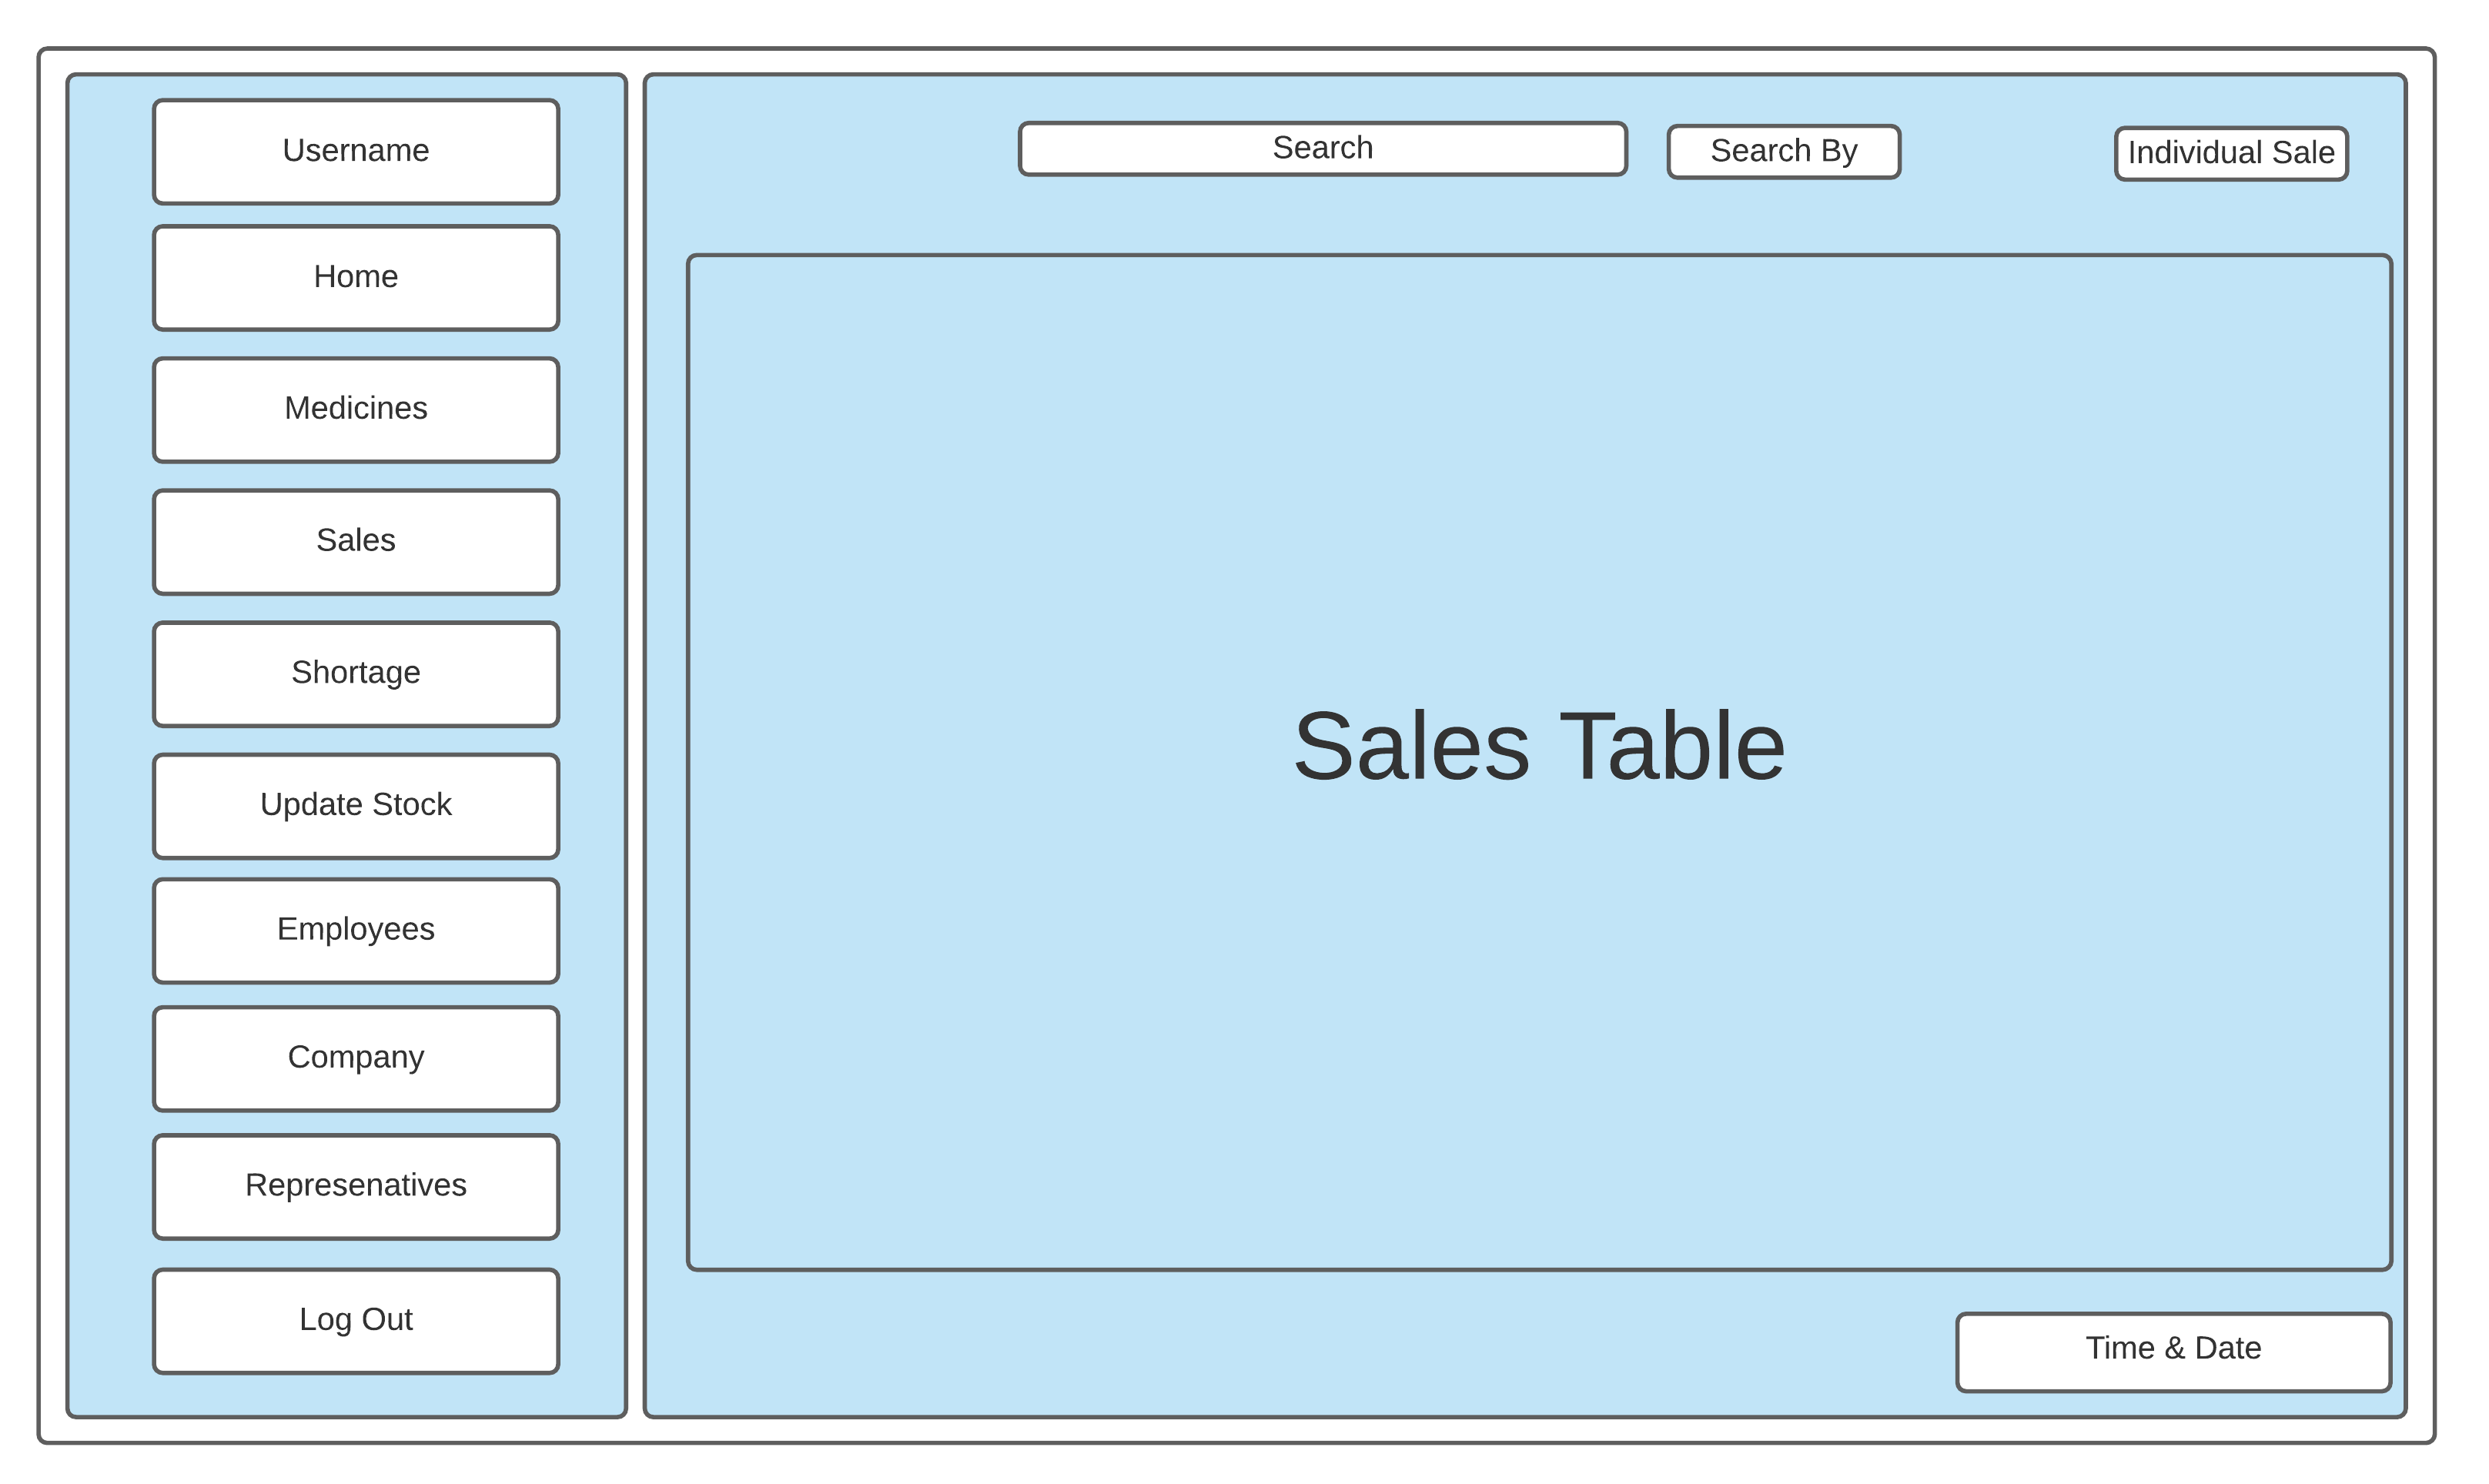 Username
Home
Medicines
Sales
Shortage
Update Stock
Employees
Company
Represenatives
Log Out
Search
Search By
Individual Sale
Sales Table
Time & Date